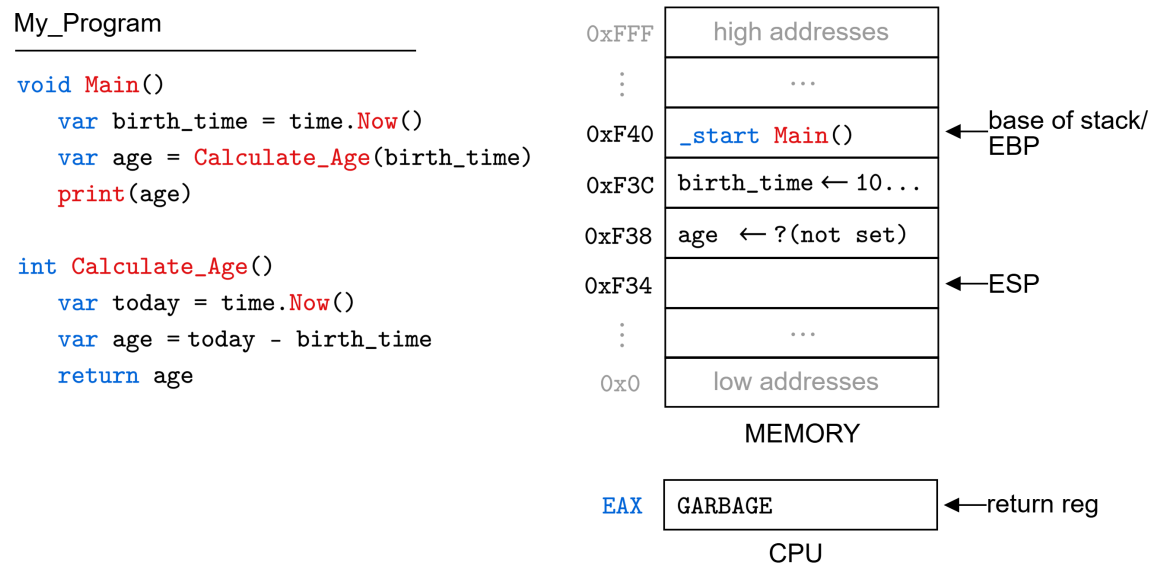 My_Program
void Main()
var birth_time = time.Now()
var age = Calculate_Age(birth_time)
print(age)
int Calculate_Age()
var today = time.Now()
var age = today - birth_time
return age
0xFFF high addresses
⋮ ...
0xF40 _start Main() ← base of stack/
EBP
0xF3C birth_time ← 10...
0xF38 age ← ?(not set)
0xF34 ← ESP
⋮ ...
0x0 low addresses
MEMORY
EAX GARBAGE ← return reg
CPU